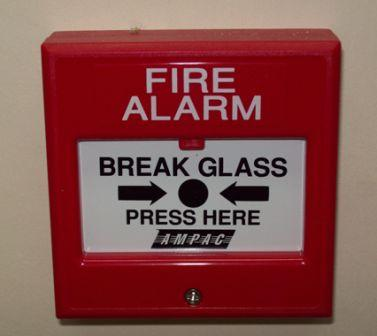 FIRE
ALARM
BREAK GLASS
PRESS HERE
AMPAC